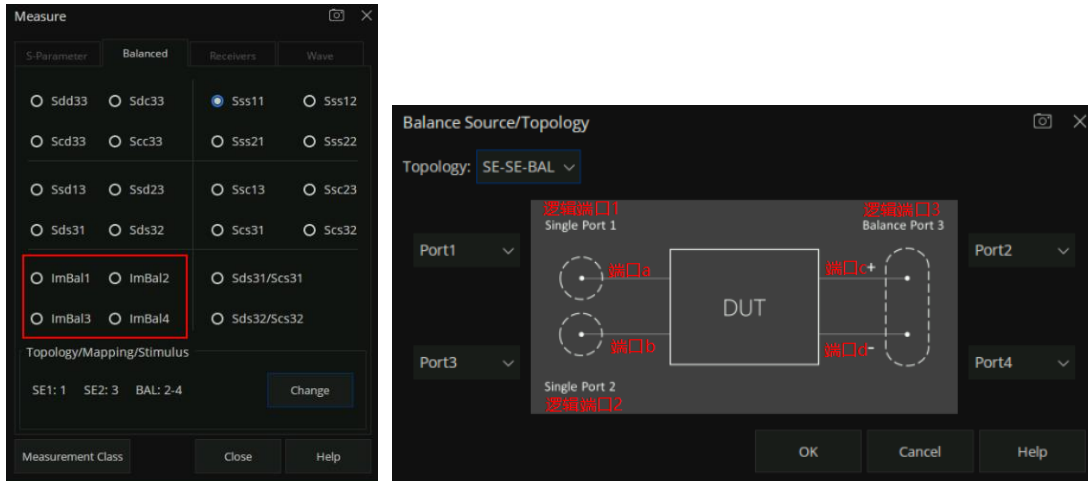 Measure
S-Parameter Balanced Receivers Wave
Sdd33 Sdc33 Sss11 Sss12
Scd33 Scc33 Sss21 Sss22
Ssd13 Ssd23 Ssc13 Ssc23
Sds31 Sds32 Scs31 Scs32
ImBal1 ImBal2 Sds31/Scs31
ImBal3 ImBal4 Sds32/Scs32
Topology/Mapping/Stimulus
SE1: 1 SE2: 3 BAL: 2-4 Change
Measurement Class Close Help
Balance Source/Topology
Topology: SE-SE-BAL
逻辑端口1 逻辑端口3
Single Port 1 Balance Port 3
Port1 Port2
端口a 端口c +
DUT
端口b 端口d -
Port3 Port4
Single Port 2
逻辑端口2
OK Cancel Help